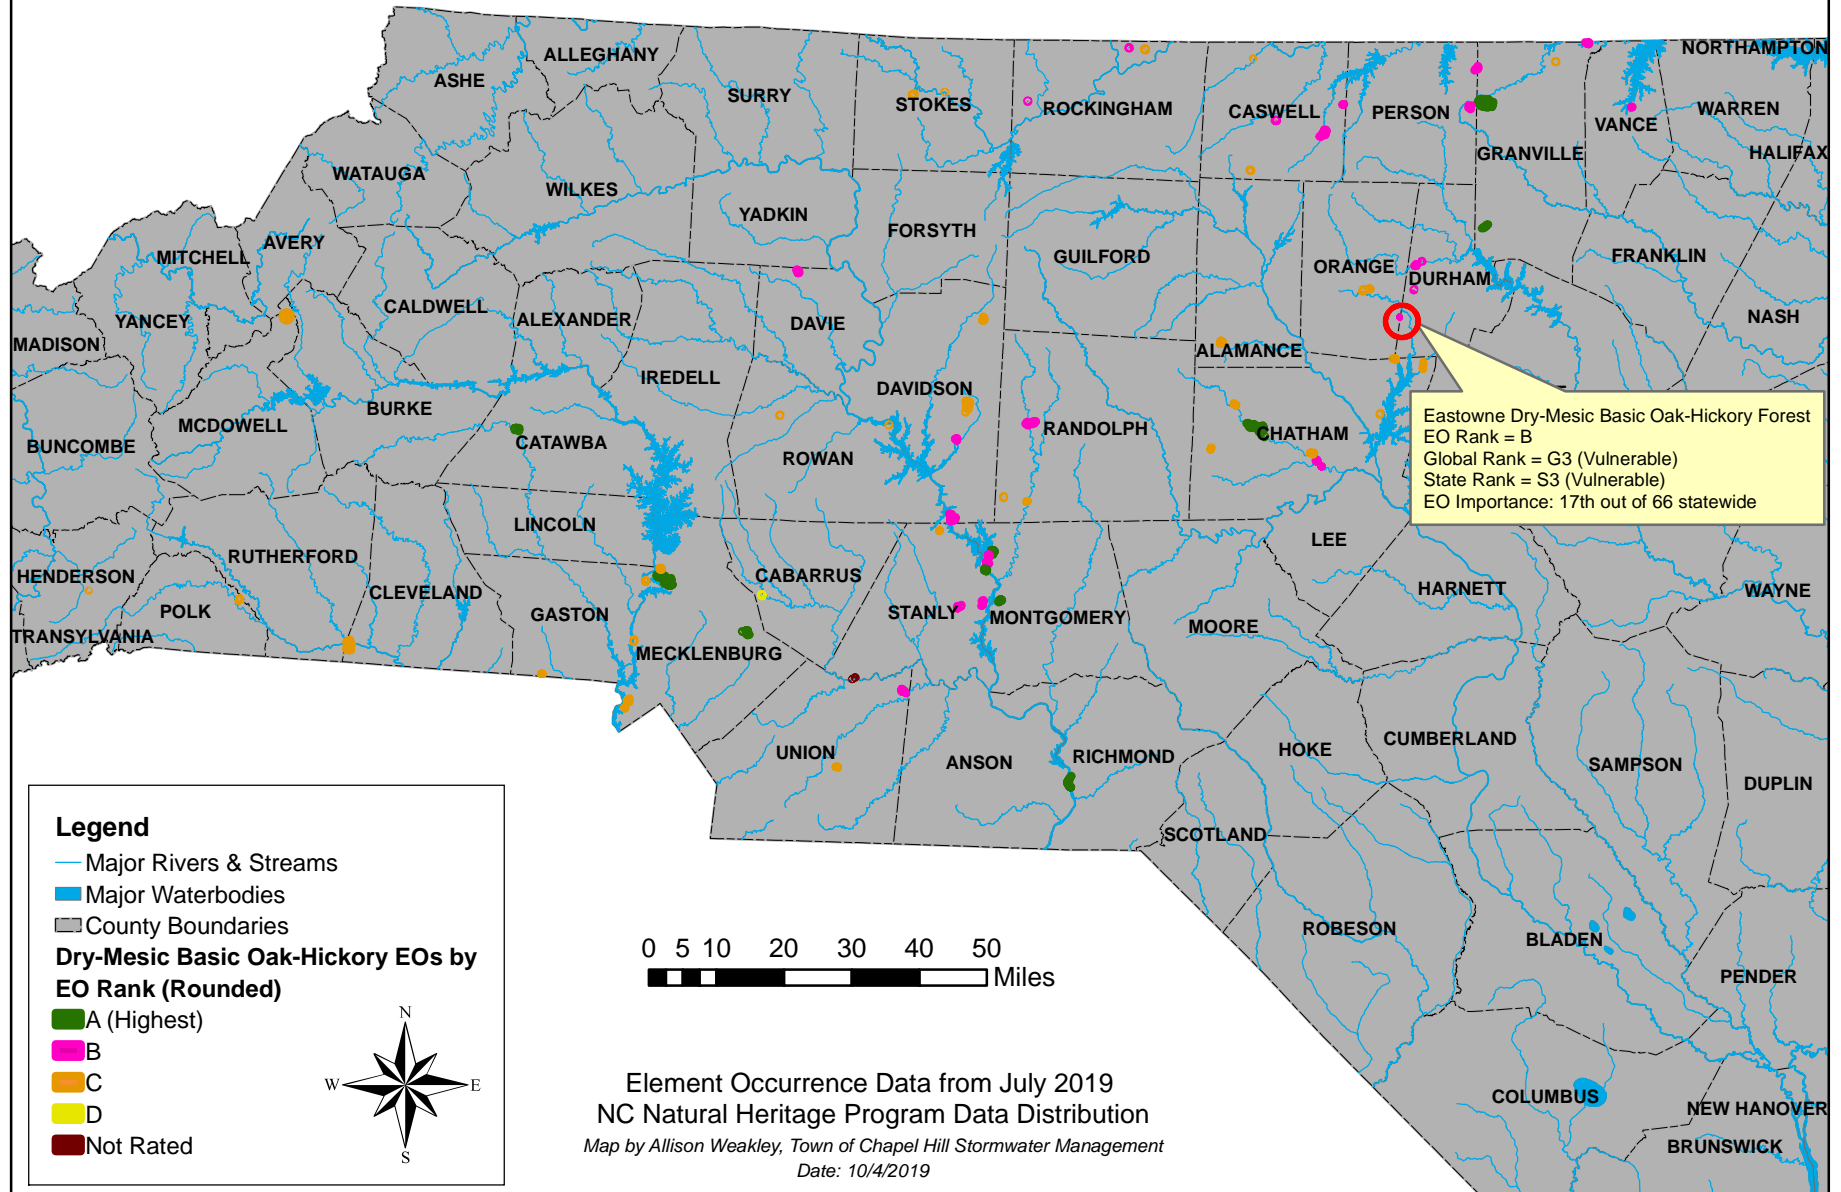 ALLEGHANY
ASHE
SURRY
STOKES
ROCKINGHAM
CASWELL
PERSON
NORTHAMPTON
WARREN
VANCE
GRANVILLE
HALIFAX
WATAUGA
WILKES
YADKIN
FORSYTH
GUILFORD
ORANGE
DURHAM
FRANKLIN
MITCHELL
AVERY
CALDWELL
ALEXANDER
DAVIE
NASH
YANCEY
MADISON
ALAMANCE
IREDELL
DAVIDSON
BURKE
MCDOWELL
BUNCOMBE
CATAWBA
ROWAN
RANDOLPH
CHATHAM
Eastowne Dry-Mesic Basic Oak-Hickory Forest
EO Rank = B
Global Rank = G3 (Vulnerable)
State Rank = S3 (Vulnerable)
EO Importance: 17th out of 66 statewide
LINCOLN
RUTHERFORD
HENDERSON
POLK
CLEVELAND
GASTON
CABARRUS
STANLY
MONTGOMERY
LEE
HARNETT
WAYNE
MOORE
TRANSYLVANIA
MECKLENBURG
UNION
ANSON
RICHMOND
HOKE
CUMBERLAND
SAMPSON
DUPLIN
SCOTLAND
ROBESON
BLADEN
PENDER
COLUMBUS
NEW HANOVER
BRUNSWICK
Legend
Major Rivers & Streams
Major Waterbodies
County Boundaries
Dry-Mesic Basic Oak-Hickory EOs by
EO Rank (Rounded)
A (Highest)
B
C
D
Not Rated
N
W E
S
0 5 10 20 30 40 50
Miles
Element Occurrence Data from July 2019
NC Natural Heritage Program Data Distribution
Map by Allison Weakley, Town of Chapel Hill Stormwater Management
Date: 10/4/2019